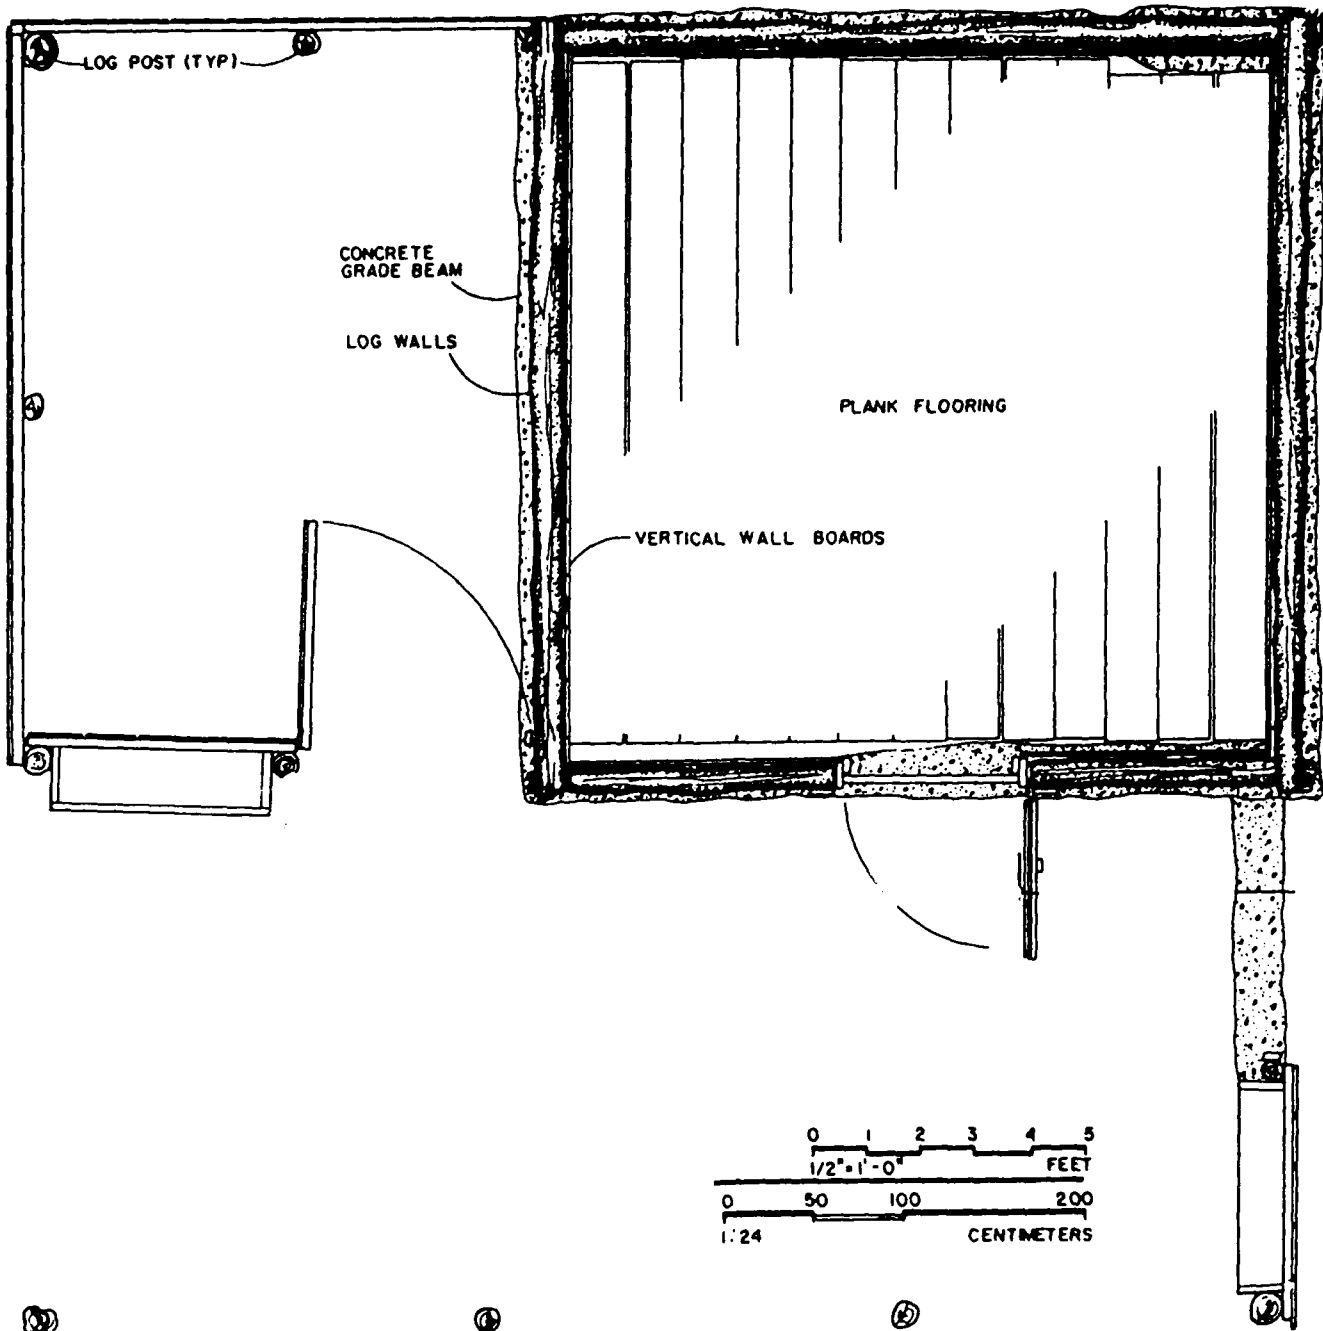 LOG POST (TYP)
CONCRETE
GRADE BEAM
LOG WALLS
PLANK FLOORING
VERTICAL WALL BOARDS
0 1 2 3 4 5
1/2" = 1'-0" FEET
0 50 100 200
1:24 CENTIMETERS